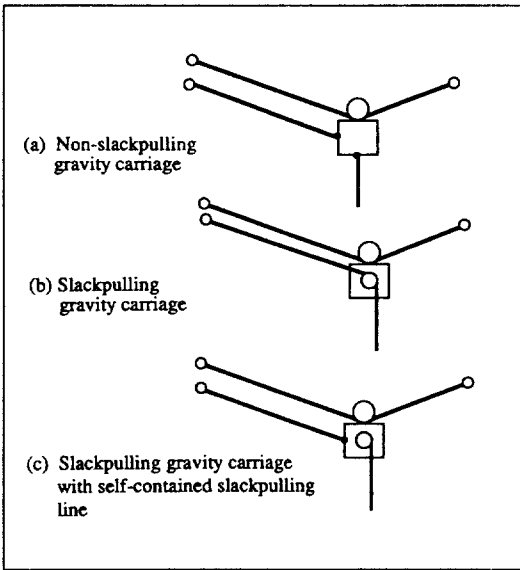 (a) Non-slackpulling
gravity carriage
(b) Slackpulling
gravity carriage
(c) Slackpulling gravity carriage
with self-contained slackpulling
line